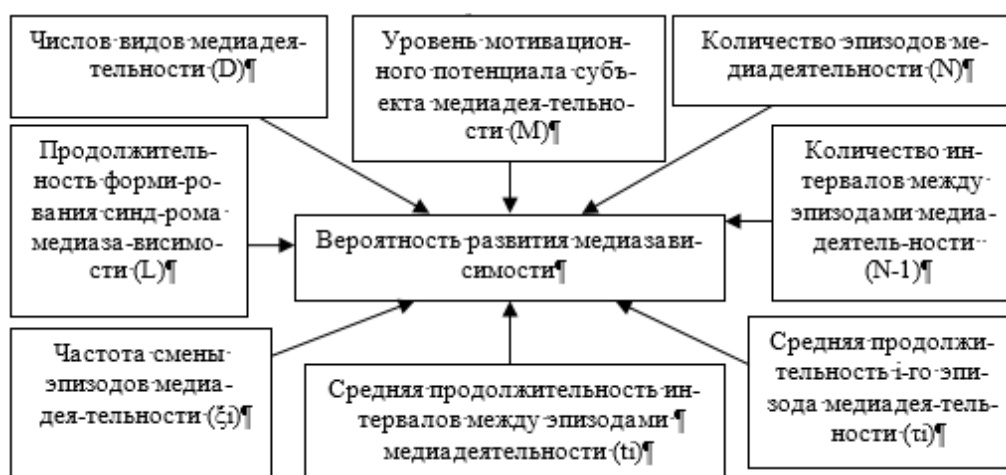 Числов·видов·медиадея-
тельности·(D)¶
Уровень·мотивацион-
ного·потенциала·субъ-
екта·медиадея-тельно-
сти·(M)¶
Количество·эпизодов·ме-
диадеятельности·(N)¶
Продолжитель-
ность·форми-ро-
вания·синд-рома·
медиаза-висимо-
сти·(L)¶
Вероятность·развития·медиазави-
симости¶
Количество·ин-
тервалов·между·
эпизодами·медиа-
деятель-ности··
(N-1)¶
Частота·смены·
эпизодов·медиа-
дея-тельности·(ξi)¶
Средняя·продолжительность·ин-
тервалов·между·эпизодами·¶
медиадеятельности·(ti)¶
Средняя·продолжи-
тельность·i-го·эпи-
зода·медиадея-тель-
ности·(τi)¶